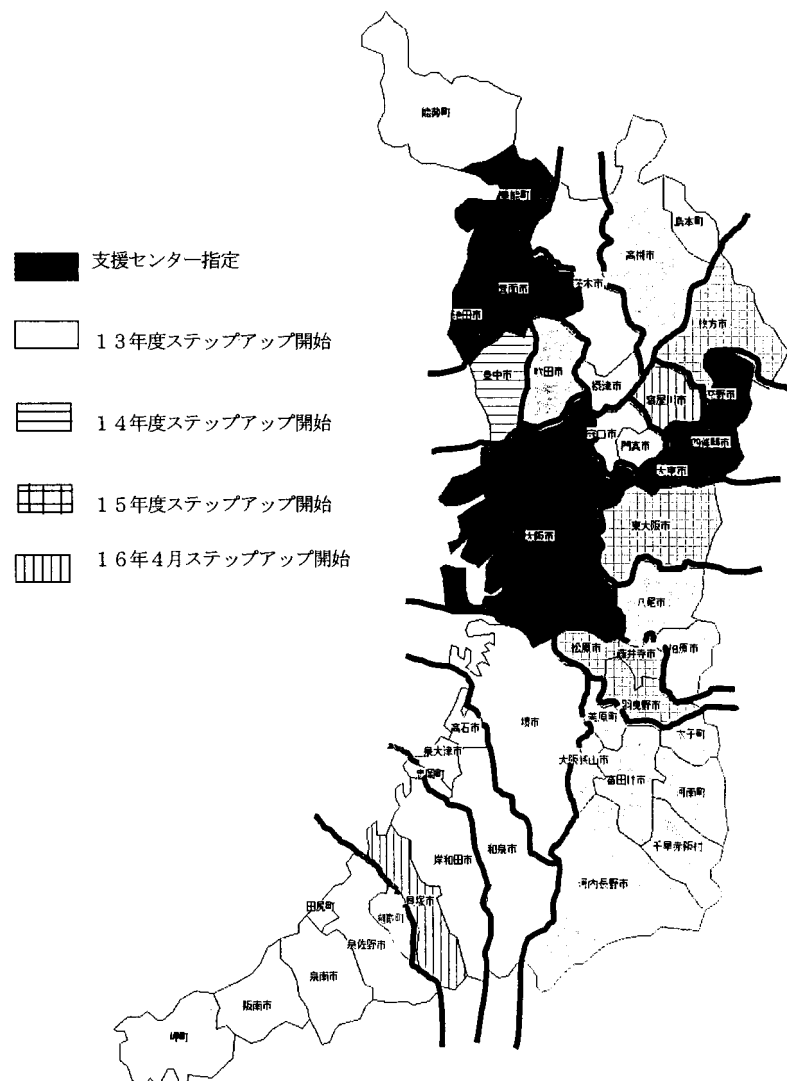 支援センター指定
13年度ステップアップ開始
14年度ステップアップ開始
15年度ステップアップ開始
16年4月ステップアップ開始
能勢町
豊能町
島本町
高槻市
茨木市
箕面市
池田市
枚方市
豊中市
吹田市
摂津市
寝屋川市
交野市
守口市
門真市
四條畷市
大東市
大阪市
東大阪市
八尾市
松原市
藤井寺市
柏原市
羽曳野市
堺市
美原町
高石市
太子町
泉大津市
忠岡町
大阪狭山市
富田林市
河南町
千早赤阪村
岸和田市
和泉市
河内長野市
貝塚市
田尻町
熊取町
泉佐野市
泉南市
阪南市
岬町